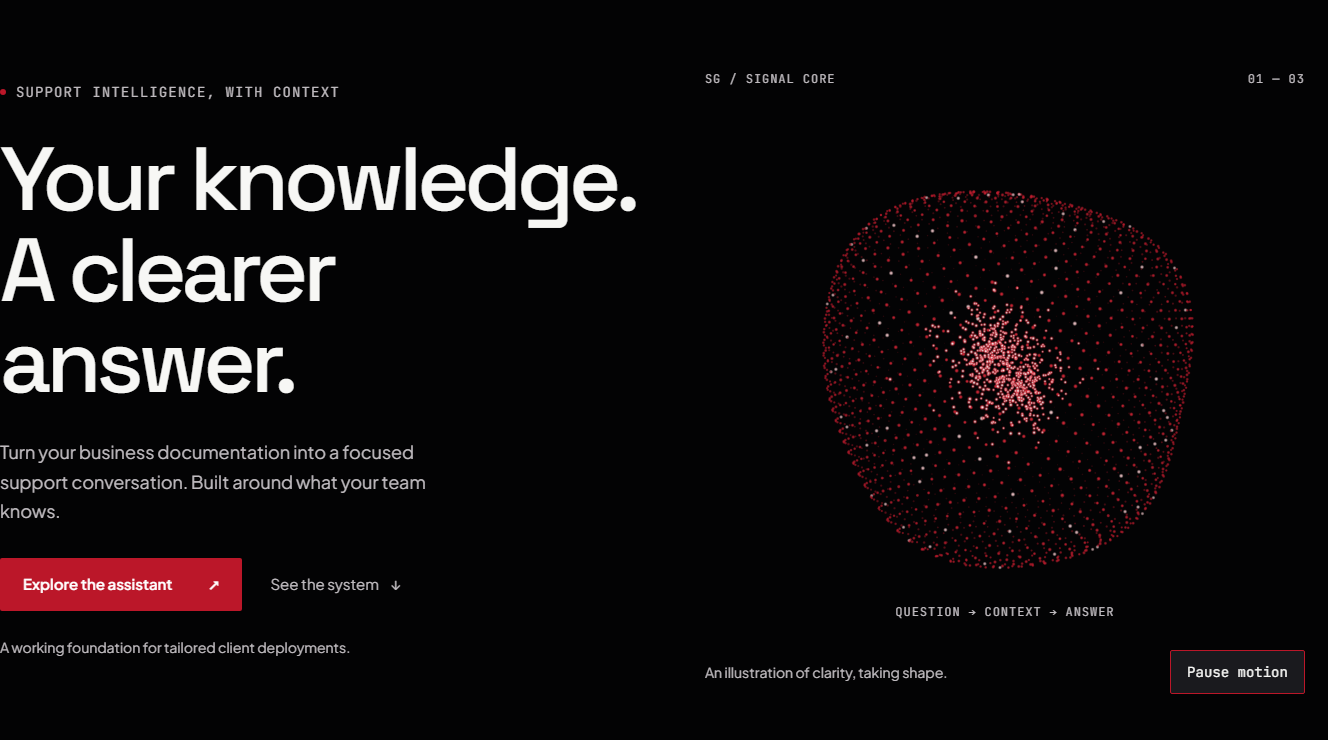 SUPPORT INTELLIGENCE, WITH CONTEXT
Your knowledge.
A clearer
answer.
Turn your business documentation into a focused
support conversation. Built around what your team
knows.
Explore the assistant ↗
See the system ↓
A working foundation for tailored client deployments.
SG / SIGNAL CORE
01 — 03
QUESTION → CONTEXT → ANSWER
An illustration of clarity, taking shape.
Pause motion